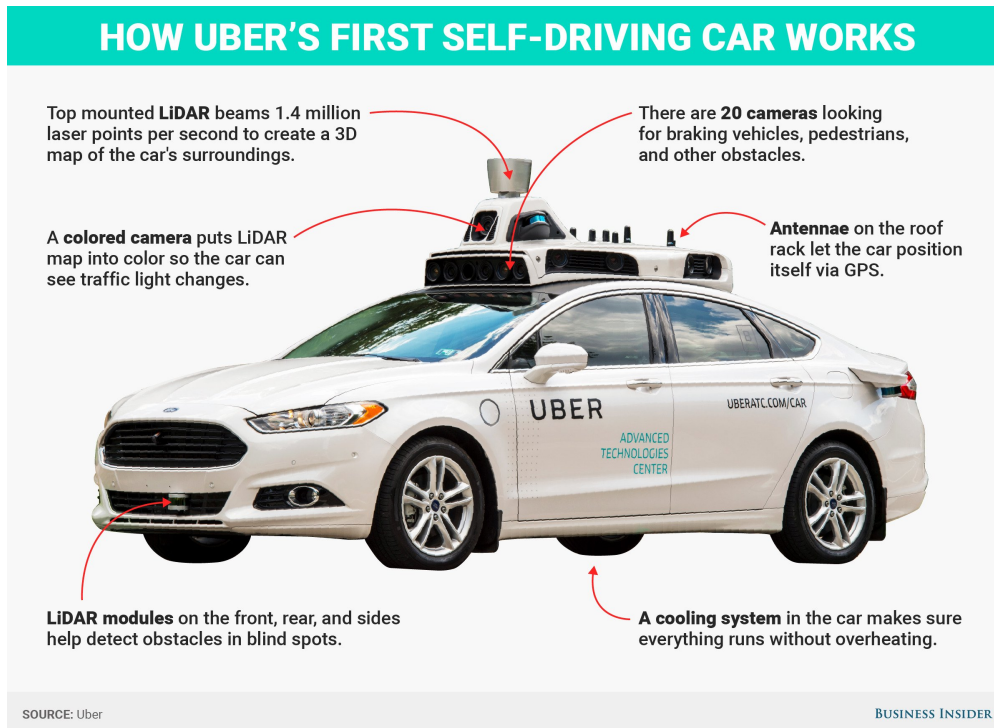 HOW UBER'S FIRST SELF-DRIVING CAR WORKS
Top mounted LiDAR beams 1.4 million
laser points per second to create a 3D
map of the car's surroundings.
There are 20 cameras looking
for braking vehicles, pedestrians,
and other obstacles.
A colored camera puts LiDAR
map into color so the car can
see traffic light changes.
Antennae on the roof
rack let the car position
itself via GPS.
UBER
UBERATC.COM/CAR
ADVANCED
TECHNOLOGIES
CENTER
LiDAR modules on the front, rear, and sides
help detect obstacles in blind spots.
A cooling system in the car makes sure
everything runs without overheating.
SOURCE: Uber
BUSINESS INSIDER